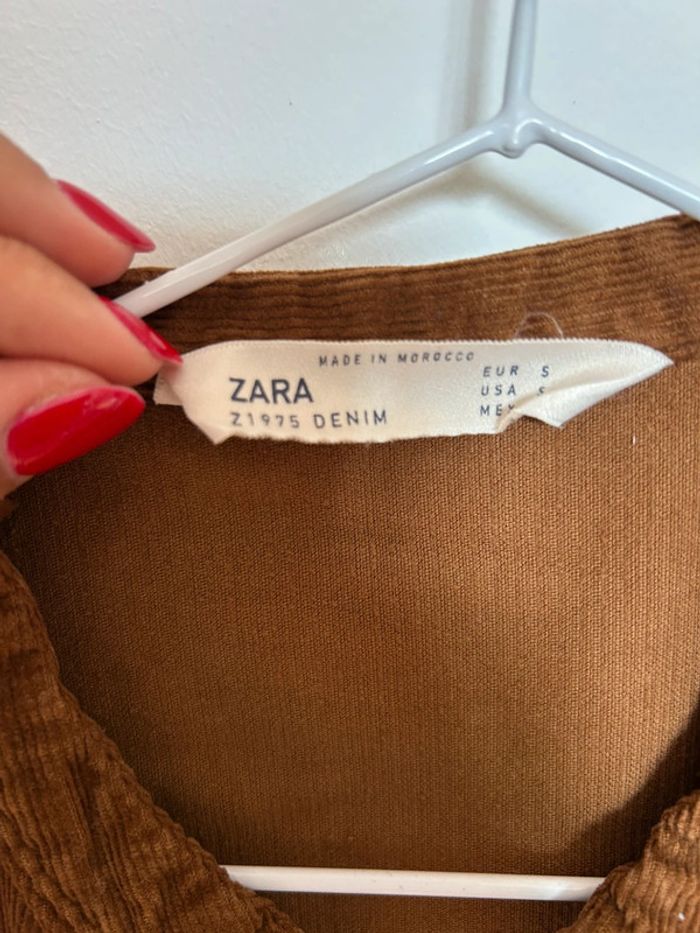 MADE IN MOROCCO
ZARA
Z1975 DENIM
EUR S
USA S